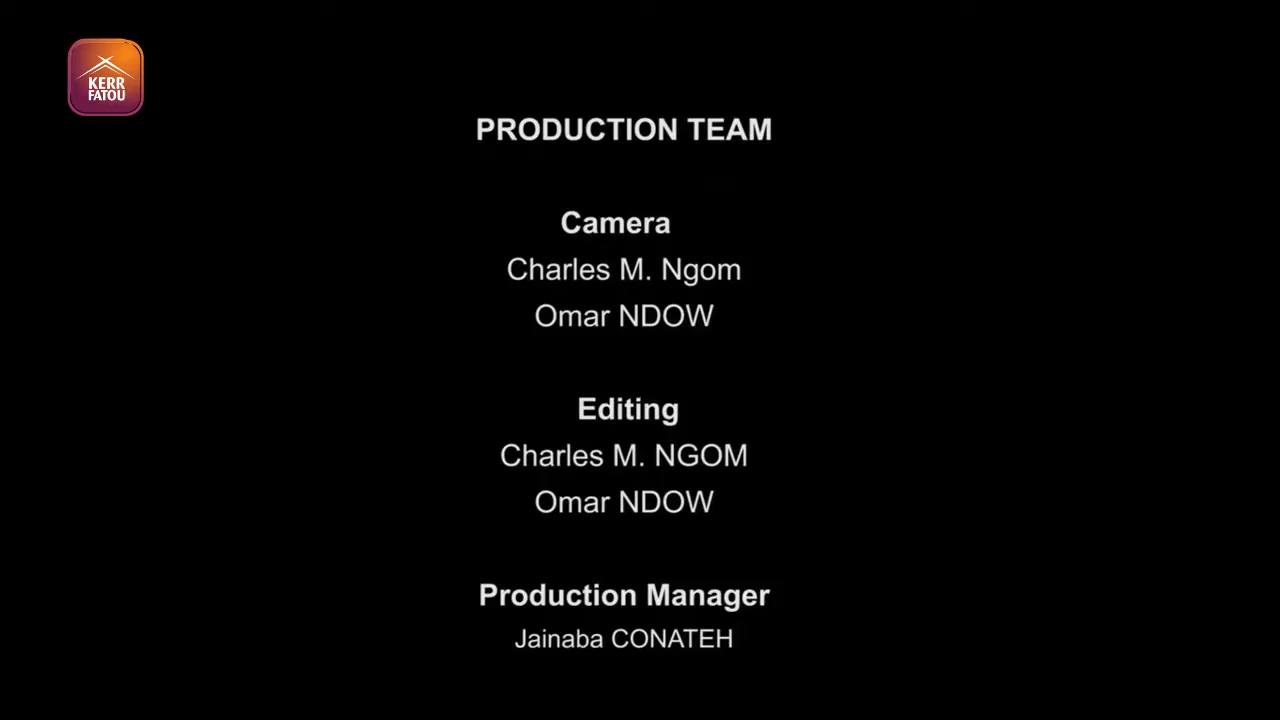 KERR
FATOU
PRODUCTION TEAM
Camera
Charles M. Ngom
Omar NDOW
Editing
Charles M. NGOM
Omar NDOW
Production Manager
Jainaba CONATEH